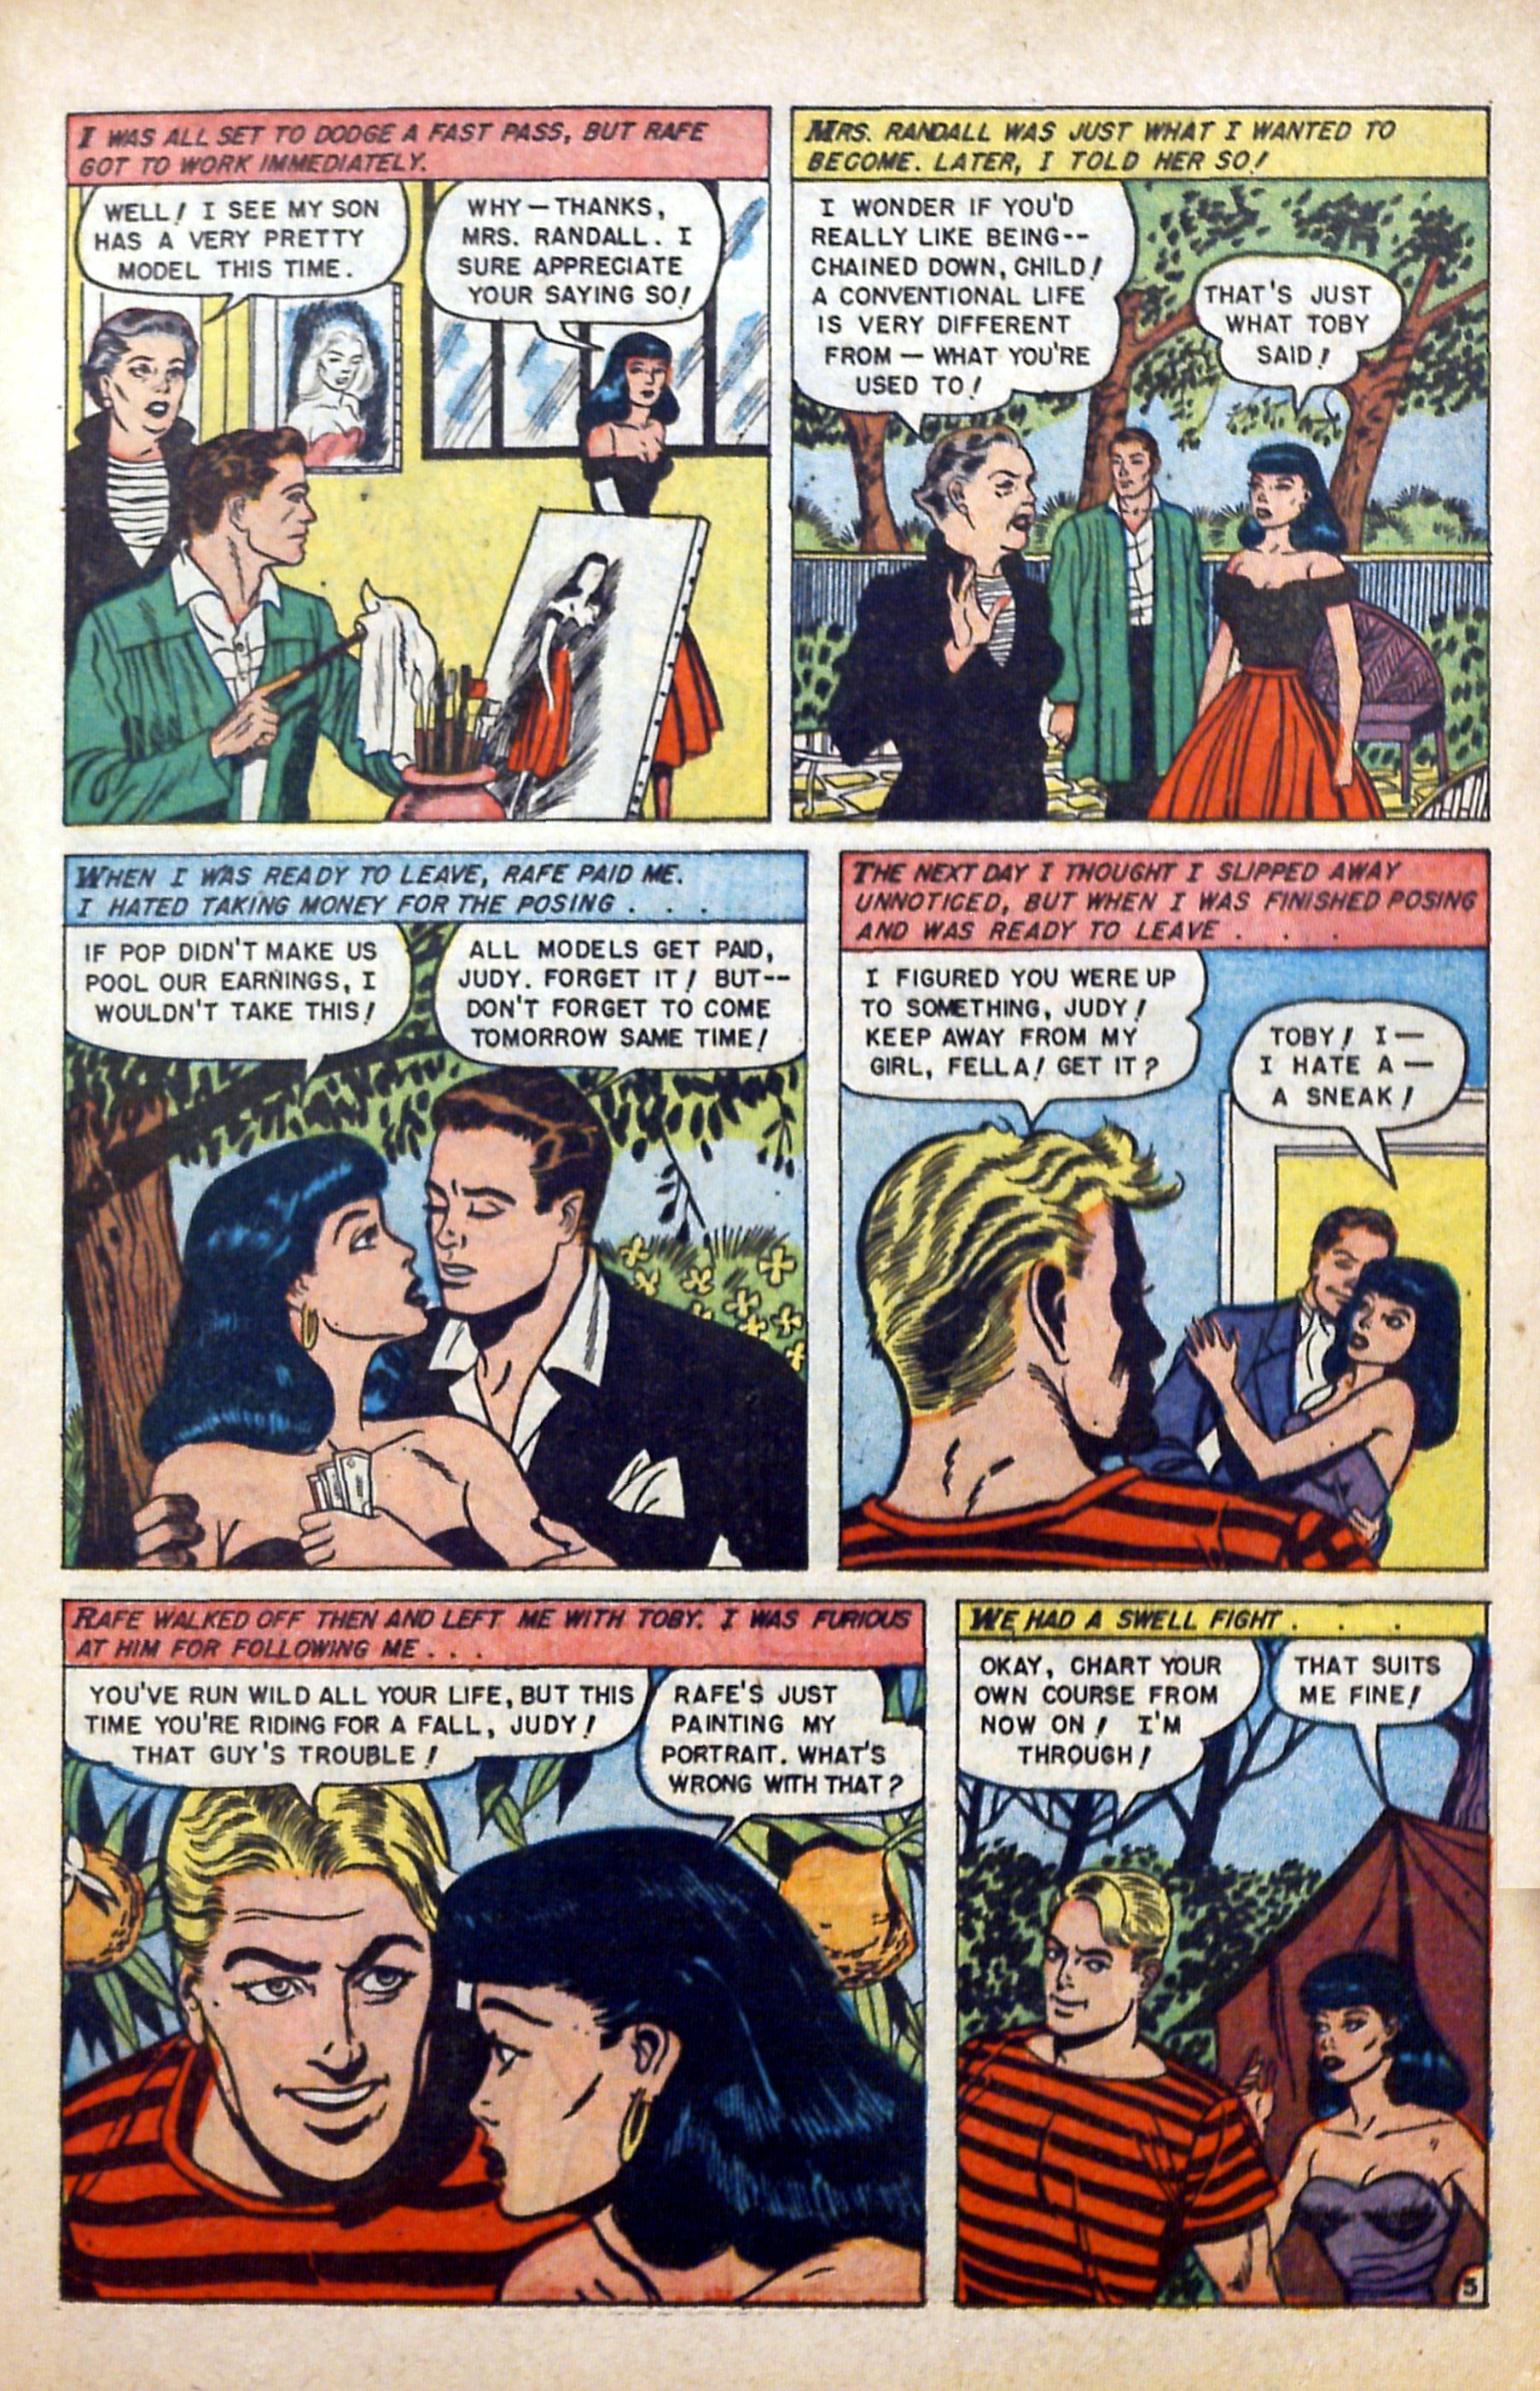 I WAS ALL SET TO DODGE A FAST PASS, BUT RAFE
GOT TO WORK IMMEDIATELY.
WELL! I SEE MY SON
HAS A VERY PRETTY
MODEL THIS TIME.
WHY — THANKS,
MRS. RANDALL. I
SURE APPRECIATE
YOUR SAYING SO!
MRS. RANDALL WAS JUST WHAT I WANTED TO
BECOME. LATER, I TOLD HER SO!
I WONDER IF YOU'D
REALLY LIKE BEING--
CHAINED DOWN, CHILD!
A CONVENTIONAL LIFE
IS VERY DIFFERENT
FROM — WHAT YOU'RE
USED TO!
THAT'S JUST
WHAT TOBY
SAID!
WHEN I WAS READY TO LEAVE, RAFE PAID ME.
I HATED TAKING MONEY FOR THE POSING . . .
IF POP DIDN'T MAKE US
POOL OUR EARNINGS, I
WOULDN'T TAKE THIS!
ALL MODELS GET PAID,
JUDY. FORGET IT! BUT--
DON'T FORGET TO COME
TOMORROW SAME TIME!
THE NEXT DAY I THOUGHT I SLIPPED AWAY
UNNOTICED, BUT WHEN I WAS FINISHED POSING
AND WAS READY TO LEAVE . . .
I FIGURED YOU WERE UP
TO SOMETHING, JUDY!
KEEP AWAY FROM MY
GIRL, FELLA! GET IT?
TOBY! I —
I HATE A —
A SNEAK!
RAFE WALKED OFF THEN AND LEFT ME WITH TOBY. I WAS FURIOUS
AT HIM FOR FOLLOWING ME . . .
YOU'VE RUN WILD ALL YOUR LIFE, BUT THIS
TIME YOU'RE RIDING FOR A FALL, JUDY!
THAT GUY'S TROUBLE!
RAFE'S JUST
PAINTING MY
PORTRAIT. WHAT'S
WRONG WITH THAT?
WE HAD A SWELL FIGHT . . .
OKAY, CHART YOUR
OWN COURSE FROM
NOW ON! I'M
THROUGH!
THAT SUITS
ME FINE!
3